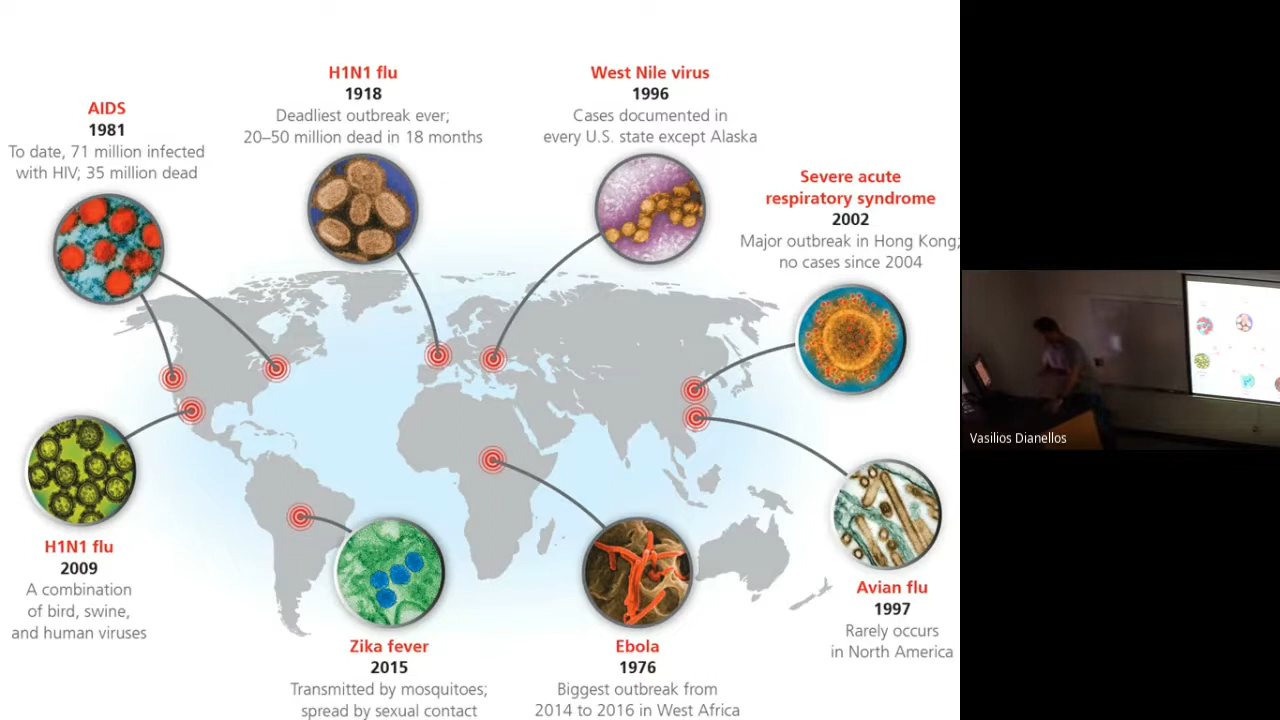 AIDS
1981
To date, 71 million infected
with HIV; 35 million dead
H1N1 flu
1918
Deadliest outbreak ever;
20–50 million dead in 18 months
West Nile virus
1996
Cases documented in
every U.S. state except Alaska
Severe acute
respiratory syndrome
2002
Major outbreak in Hong Kong;
no cases since 2004
H1N1 flu
2009
A combination
of bird, swine,
and human viruses
Zika fever
2015
Transmitted by mosquitoes;
spread by sexual contact
Ebola
1976
Biggest outbreak from
2014 to 2016 in West Africa
Avian flu
1997
Rarely occurs
in North America
Vasilios Dianellos